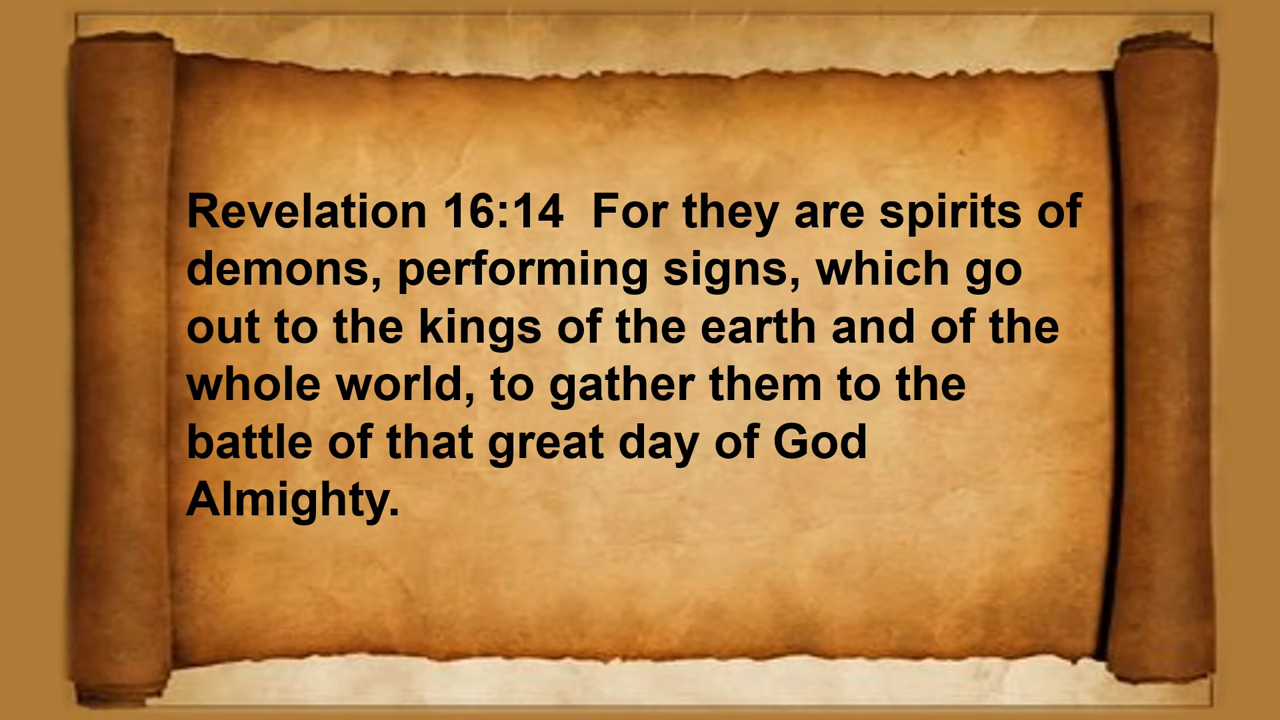 Revelation 16:14  For they are spirits of
demons, performing signs, which go
out to the kings of the earth and of the
whole world, to gather them to the
battle of that great day of God
Almighty.